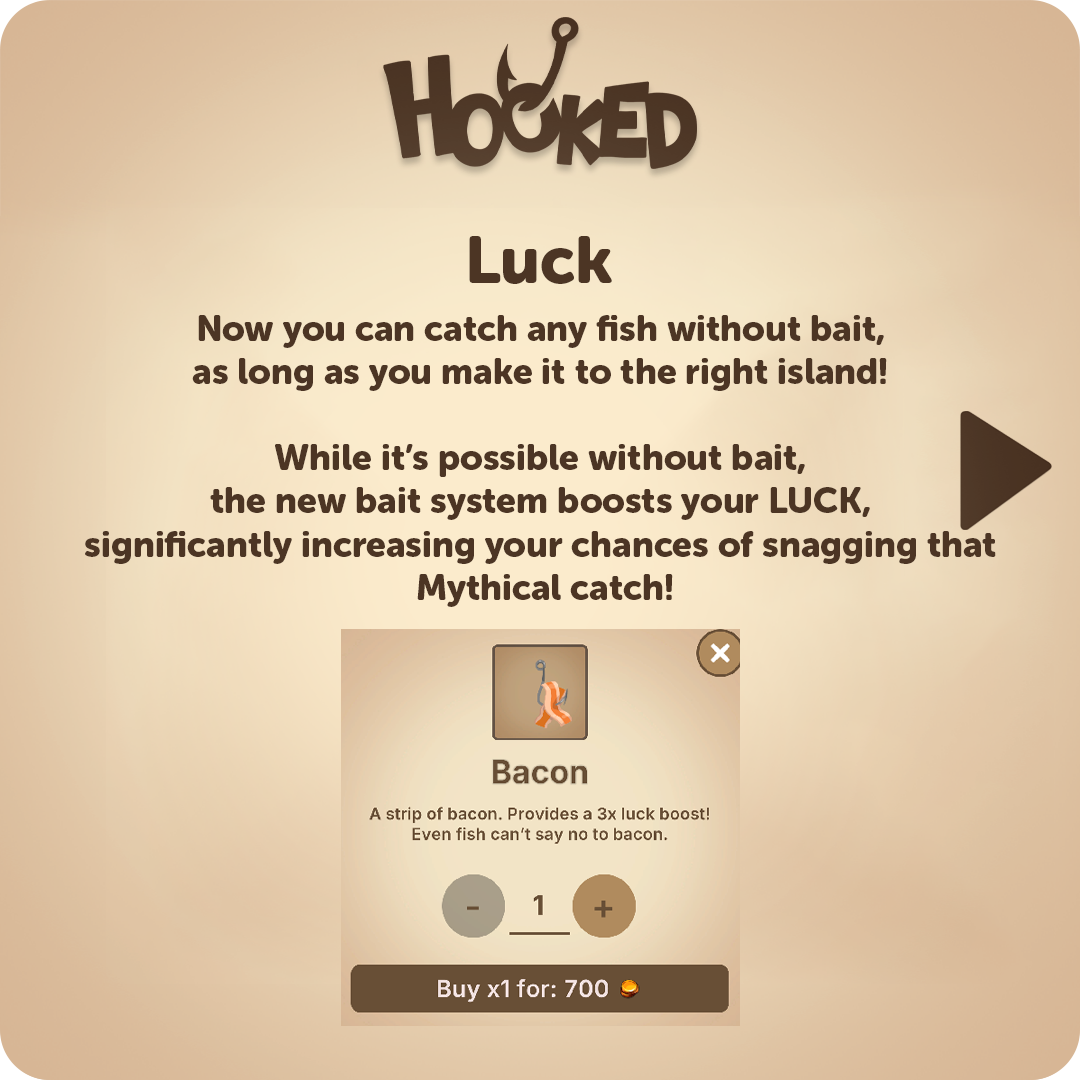 HOOKED
Luck
Now you can catch any fish without bait,
as long as you make it to the right island!
While it’s possible without bait,
the new bait system boosts your LUCK,
significantly increasing your chances of snagging that
Mythical catch!
Bacon
A strip of bacon. Provides a 3x luck boost!
Even fish can’t say no to bacon.
- 1 +
Buy x1 for: 700